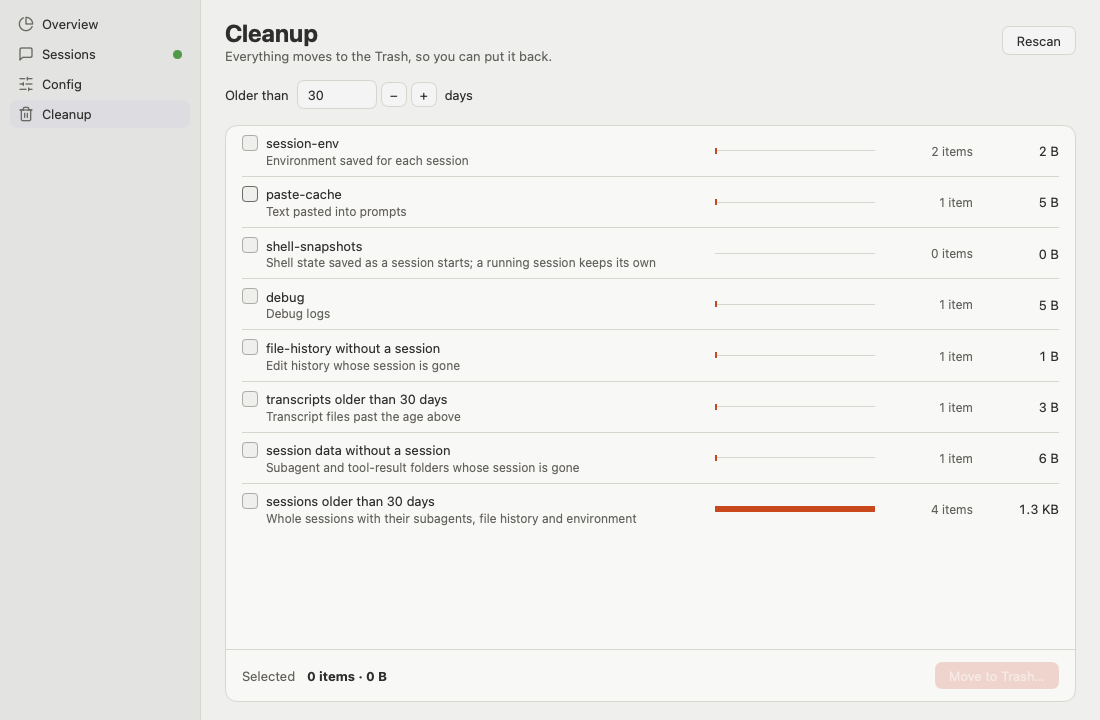 Overview
Sessions
Config
Cleanup
Cleanup
Everything moves to the Trash, so you can put it back.
Rescan
Older than 30 − + days
session-env
Environment saved for each session
2 items 2 B
paste-cache
Text pasted into prompts
1 item 5 B
shell-snapshots
Shell state saved as a session starts; a running session keeps its own
0 items 0 B
debug
Debug logs
1 item 5 B
file-history without a session
Edit history whose session is gone
1 item 1 B
transcripts older than 30 days
Transcript files past the age above
1 item 3 B
session data without a session
Subagent and tool-result folders whose session is gone
1 item 6 B
sessions older than 30 days
Whole sessions with their subagents, file history and environment
4 items 1.3 KB
Selected 0 items · 0 B
Move to Trash...